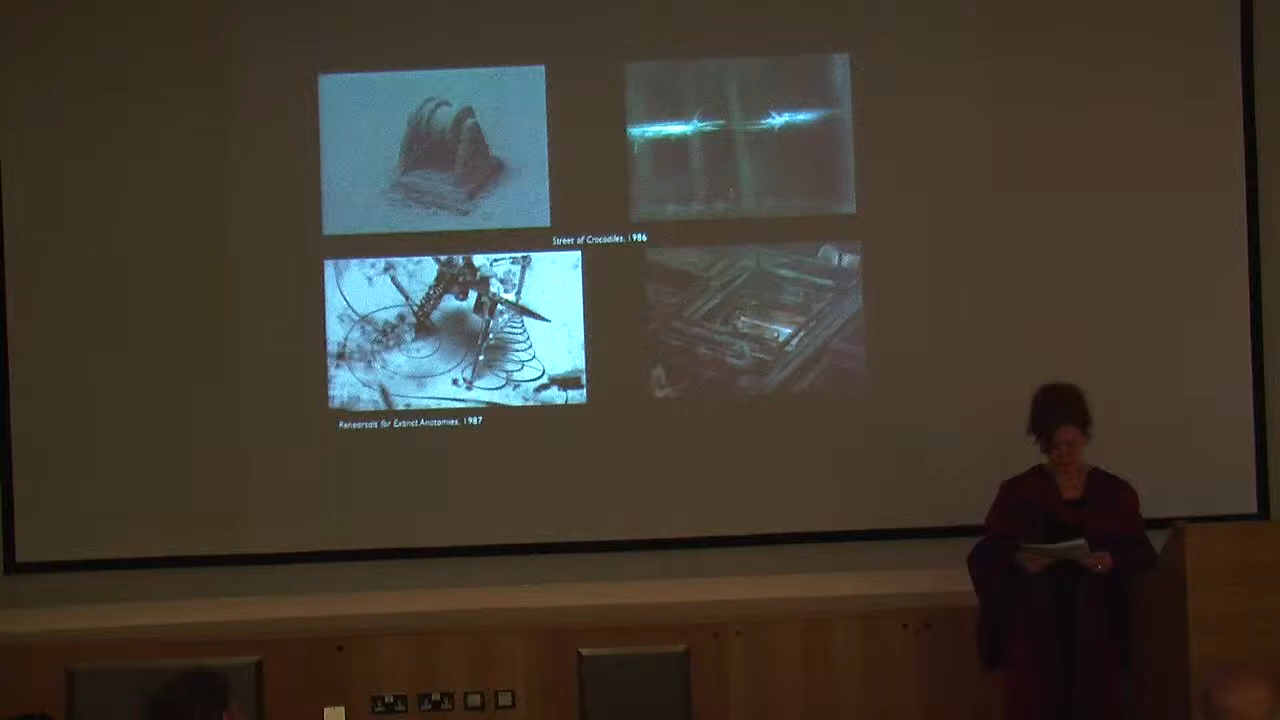 Street of Crocodiles, 1986
Rehearsals for Extinct Anatomies, 1987